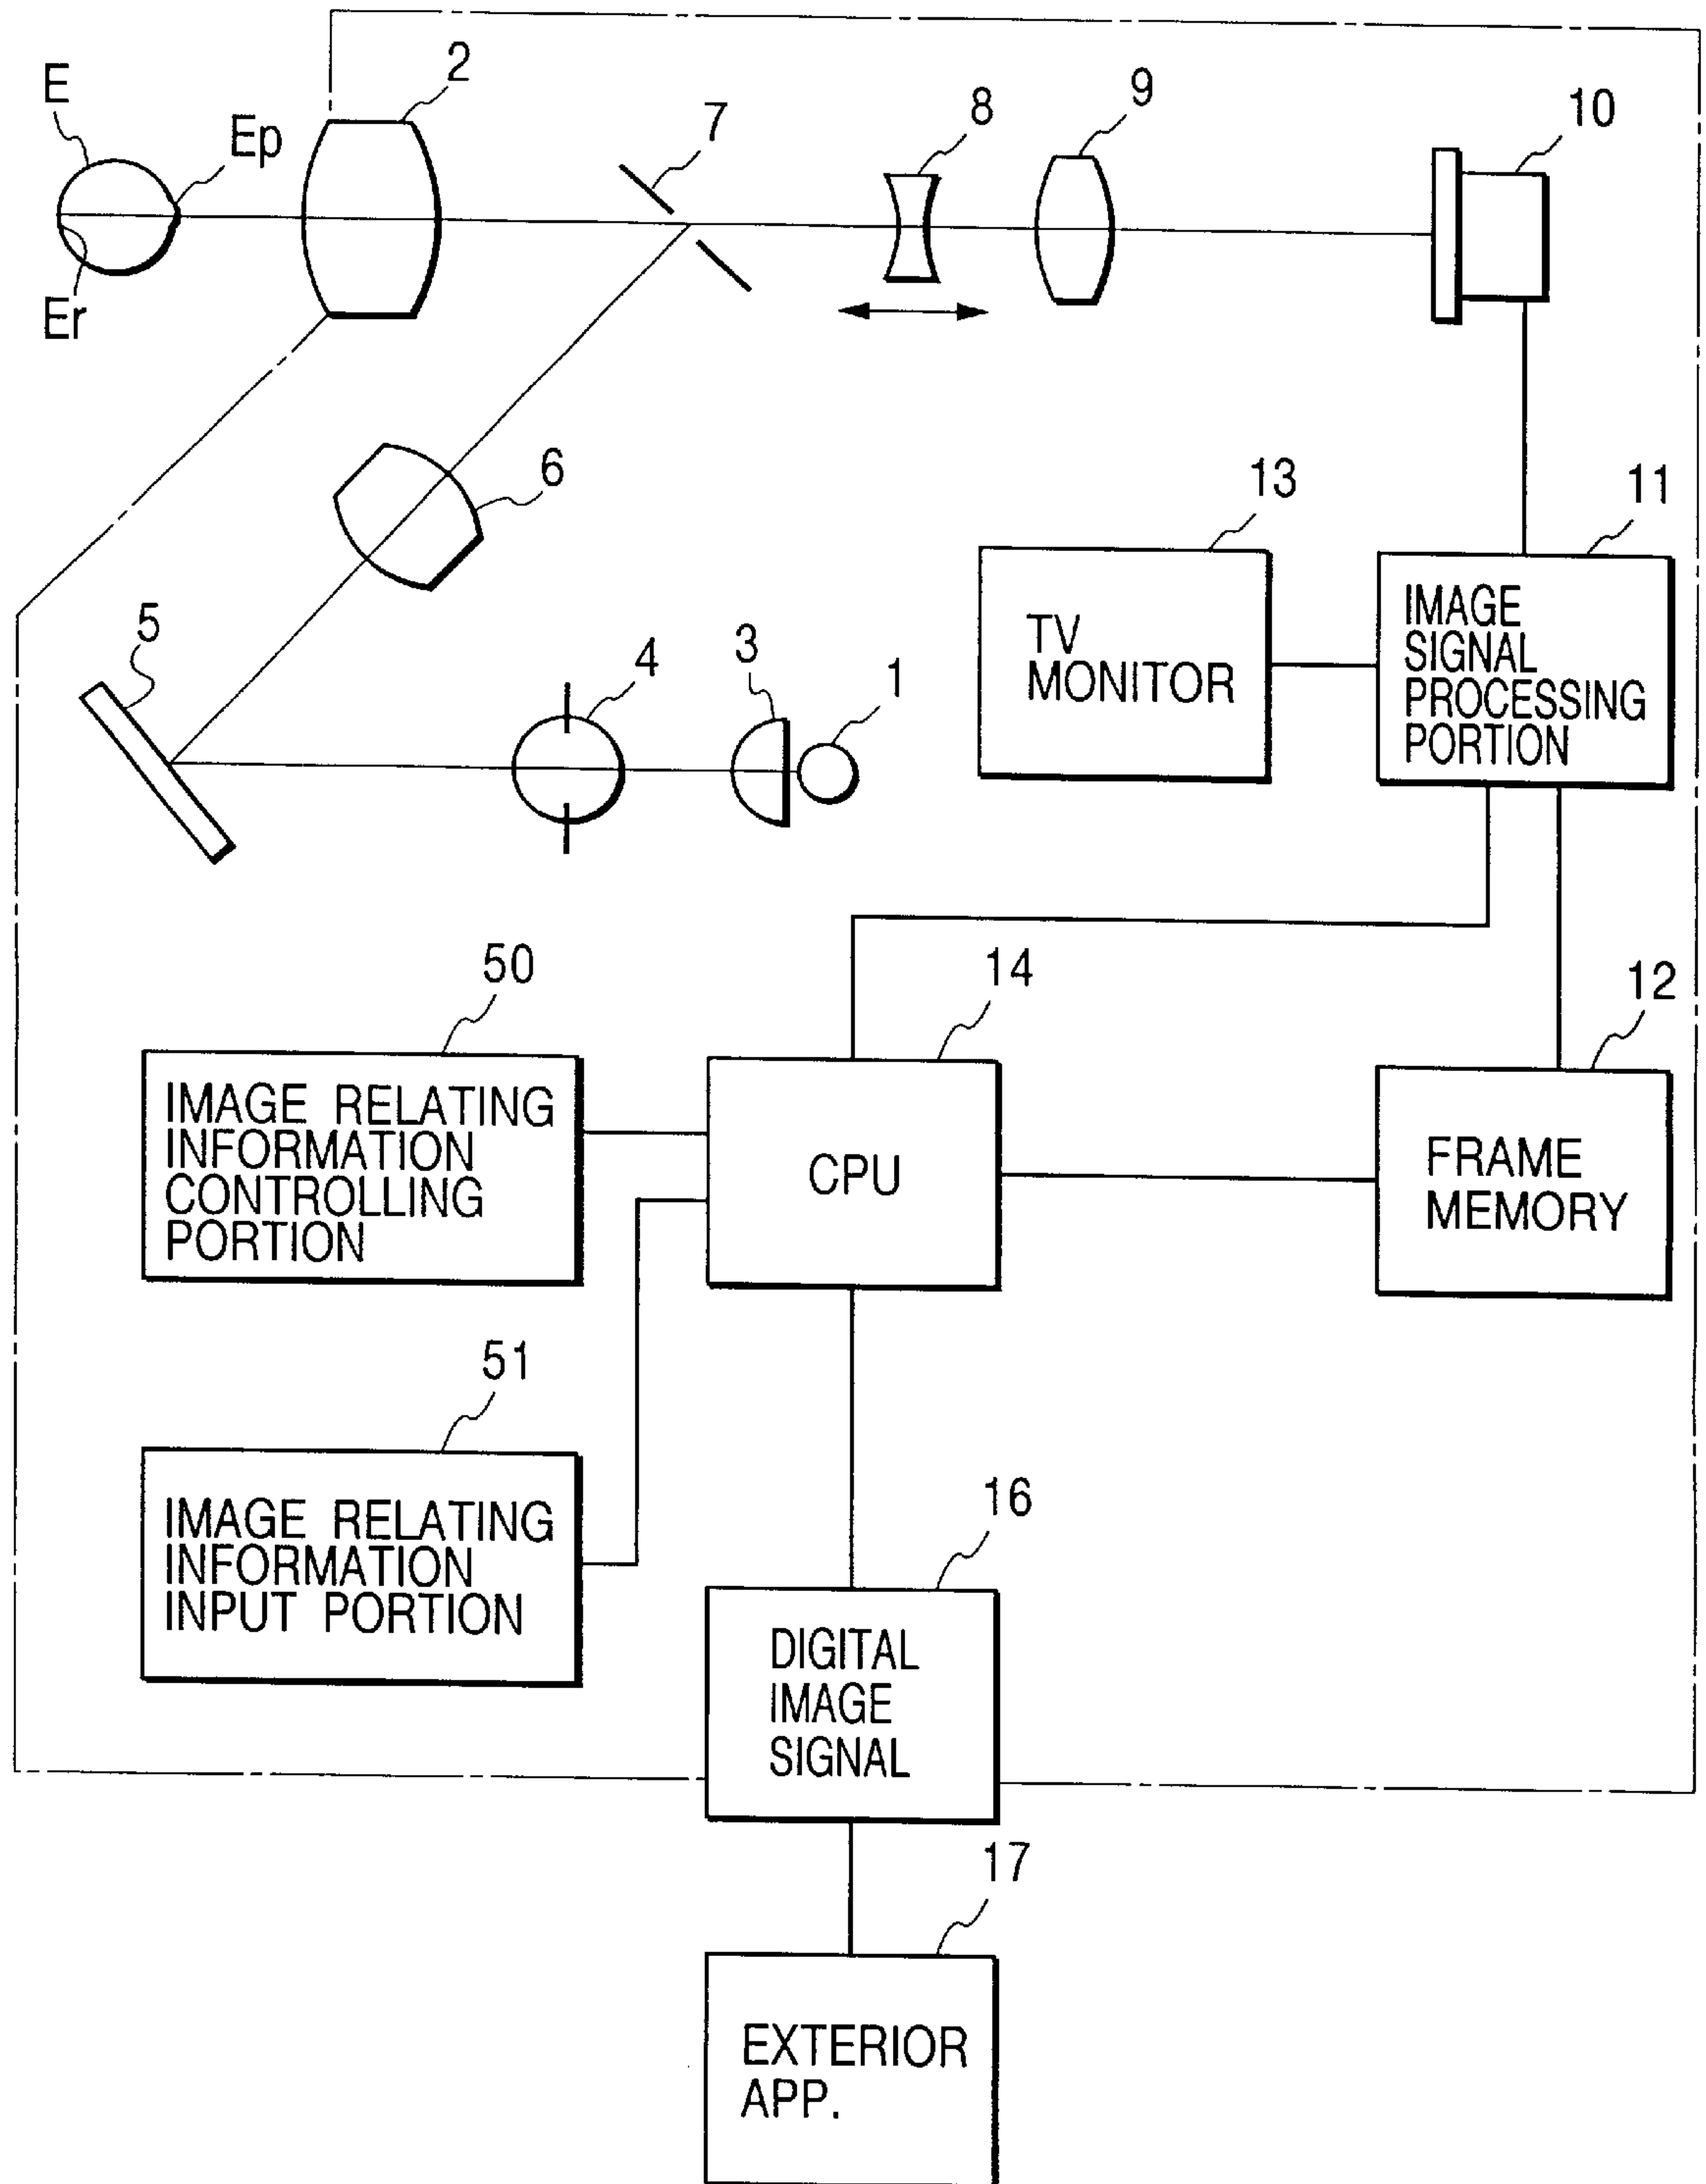 E
Ep
Er
2
7
8
9
10
6
5
4
3
1
13
TV
MONITOR
11
IMAGE
SIGNAL
PROCESSING
PORTION
50
IMAGE RELATING
INFORMATION
CONTROLLING
PORTION
14
CPU
12
FRAME
MEMORY
51
IMAGE RELATING
INFORMATION
INPUT PORTION
16
DIGITAL
IMAGE
SIGNAL
17
EXTERIOR
APP.